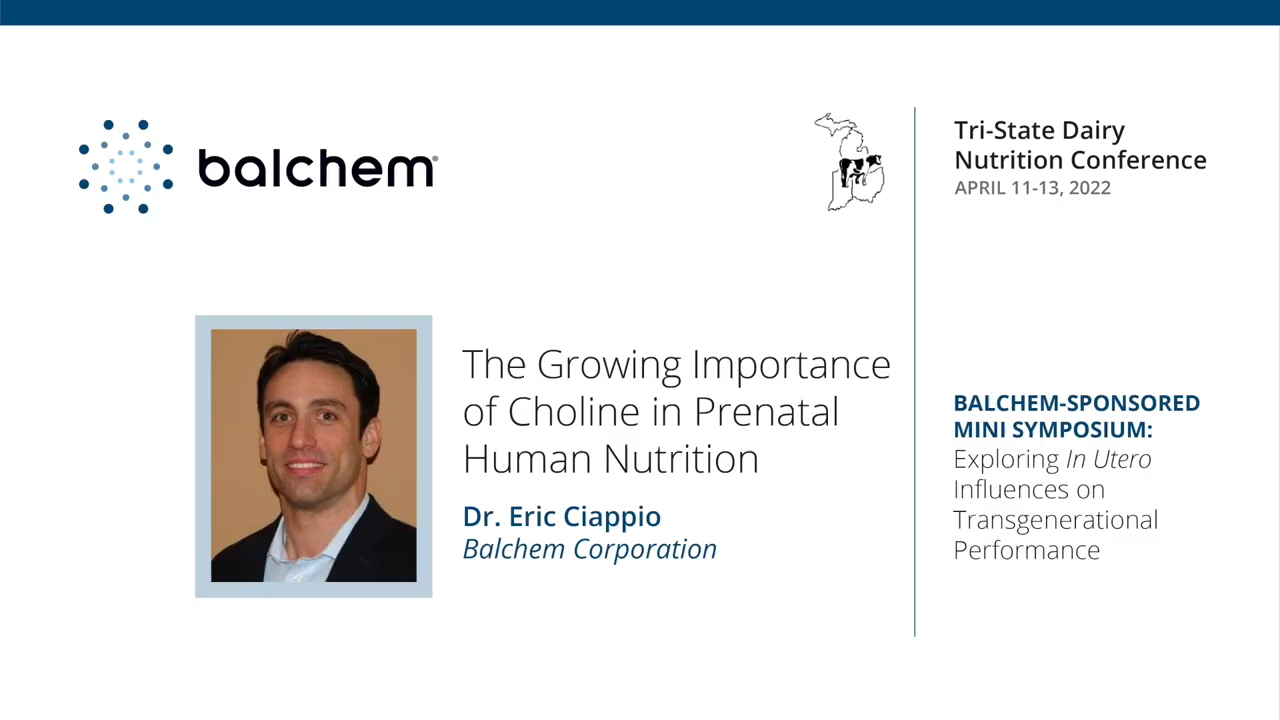 balchem®
Tri-State Dairy
Nutrition Conference
APRIL 11-13, 2022
The Growing Importance
of Choline in Prenatal
Human Nutrition
Dr. Eric Ciappio
Balchem Corporation
BALCHEM-SPONSORED
MINI SYMPOSIUM:
Exploring In Utero
Influences on
Transgenerational
Performance